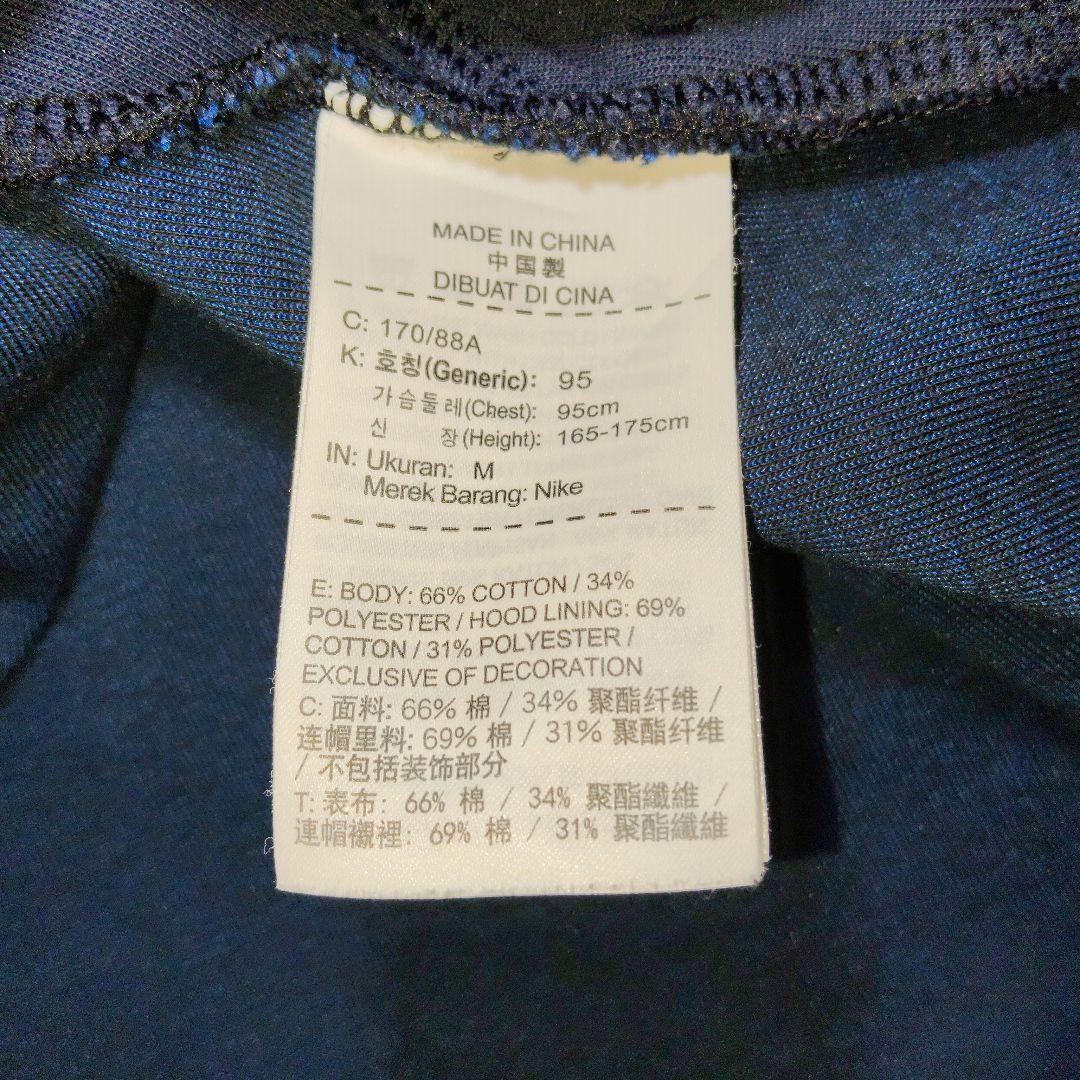 MADE IN CHINA
中国製
DIBUAT DI CINA
C: 170/88A
K: 호칭(Generic): 95
가슴둘레(Chest): 95cm
신 장(Height): 165-175cm
IN: Ukuran: M
Merek Barang: Nike
E: BODY: 66% COTTON / 34%
POLYESTER / HOOD LINING: 69%
COTTON / 31% POLYESTER /
EXCLUSIVE OF DECORATION
C: 面料: 66% 棉 / 34% 聚酯纤维 /
连帽里料: 69% 棉 / 31% 聚酯纤维
/ 不包括装饰部分
T: 表布: 66% 棉 / 34% 聚酯纖維 /
連帽襯裡: 69% 棉 / 31% 聚酯纖維